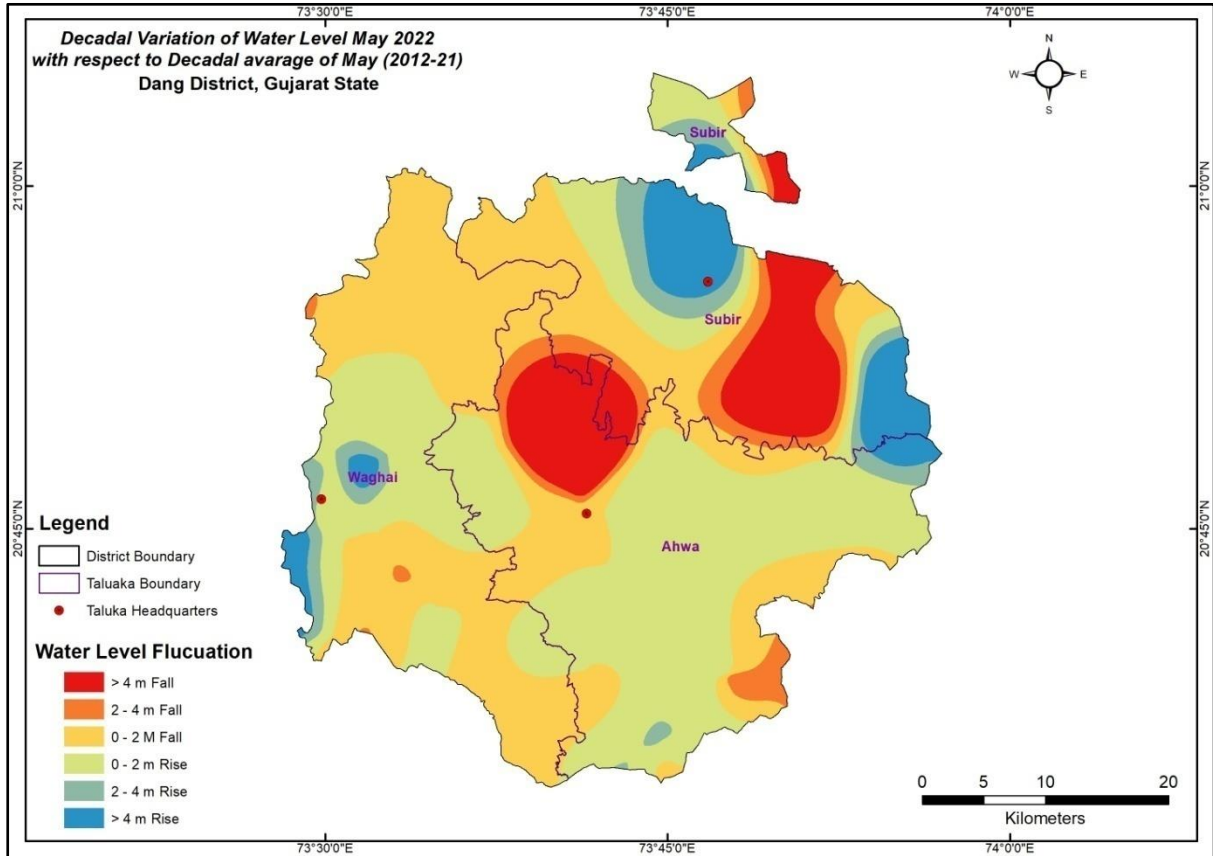 Decadal Variation of Water Level May 2022
with respect to Decadal avarage of May (2012-21)
Dang District, Gujarat State
73°30'0"E
73°45'0"E
74°0'0"E
N
W
E
S
21°0'0"N
21°0'0"N
Subir
Subir
Waghai
Ahwa
20°45'0"N
20°45'0"N
Legend
District Boundary
Taluaka Boundary
Taluka Headquarters
Water Level Flucuation
> 4 m Fall
2 - 4 m Fall
0 - 2 M Fall
0 - 2 m Rise
2 - 4 m Rise
> 4 m Rise
0 5 10 20
Kilometers
73°30'0"E
73°45'0"E
74°0'0"E